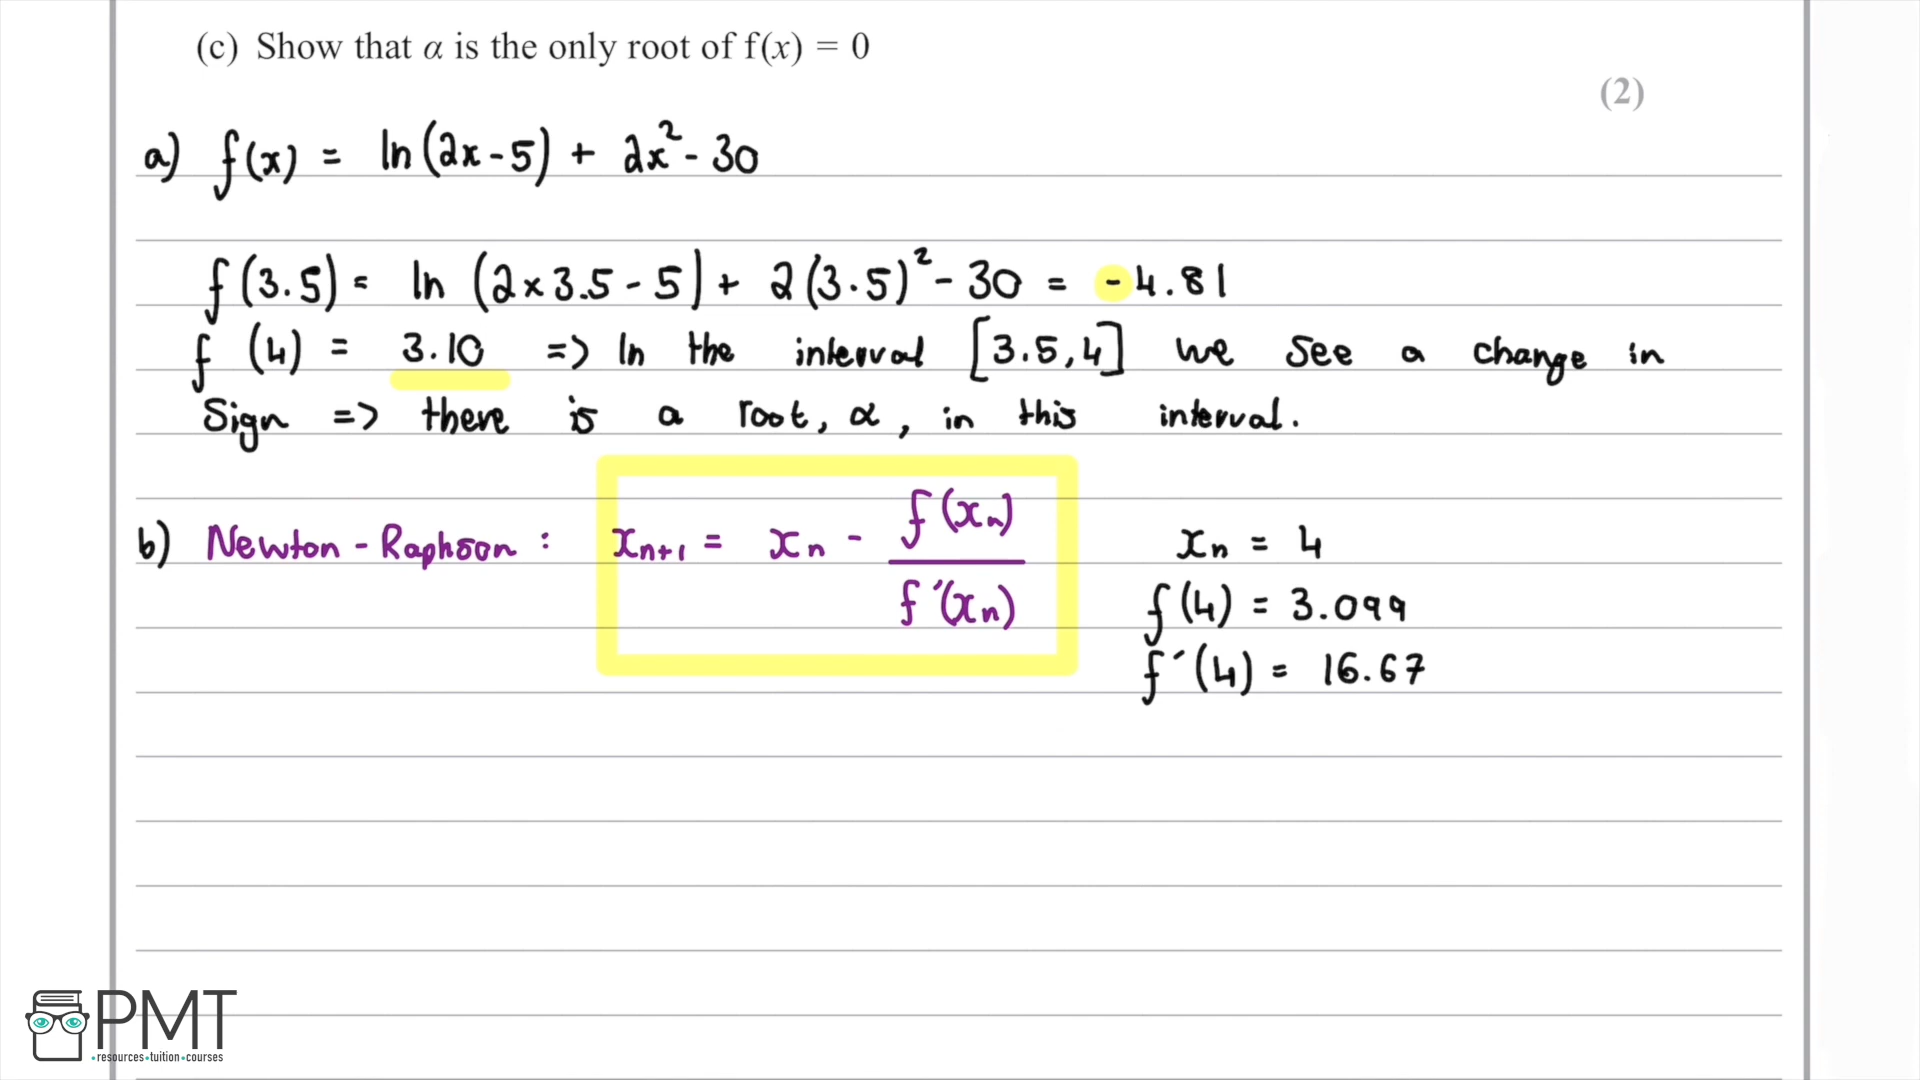 (c) Show that α is the only root of f(x) = 0
(2)
a) f(x) = ln(2x-5) + 2x² - 30
f(3.5) = ln (2×3.5-5) + 2(3.5)² - 30 = -4.81
f (4) = 3.10 => In the interval [3.5,4] we see a change in
Sign => there is a root, α, in this interval.
b) Newton-Raphson : xₙ₊₁ = xₙ - f(xₙ) / f´(xₙ)
xₙ = 4
f(4) = 3.099
f´(4) = 16.67
PMT
•resources•tuition•courses